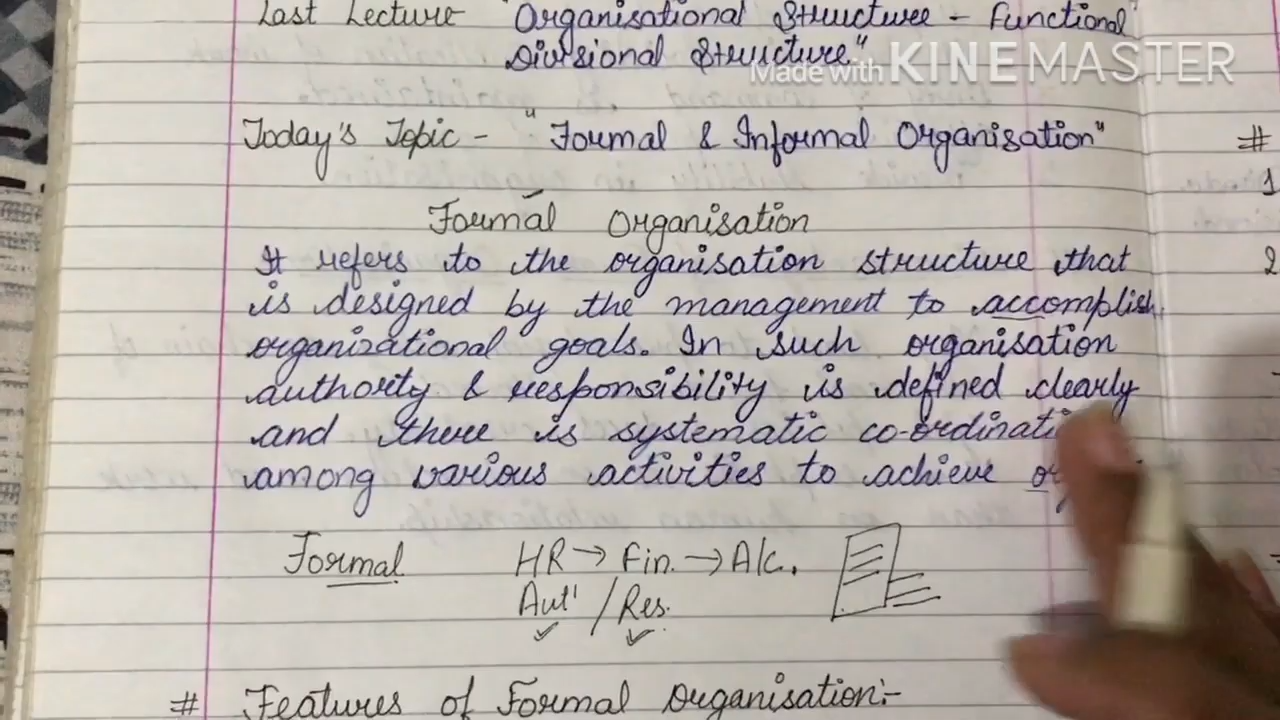 Last Lecture "Organisational Structure - Functional
Divisional Structure"
Made with KINEMASTER
Today's Topic - "Formal & Informal Organisation"
#
1
Formal Organisation
It refers to the organisation structure that
2
is designed by the management to accomplish
organizational goals. In such organisation
authority & responsibility is defined clearly
and there is systematic co-ordinati
among various activities to achieve
Formal HR → Fin. → A/c.
Aut' / Res.
# Features of Formal Organisation:-